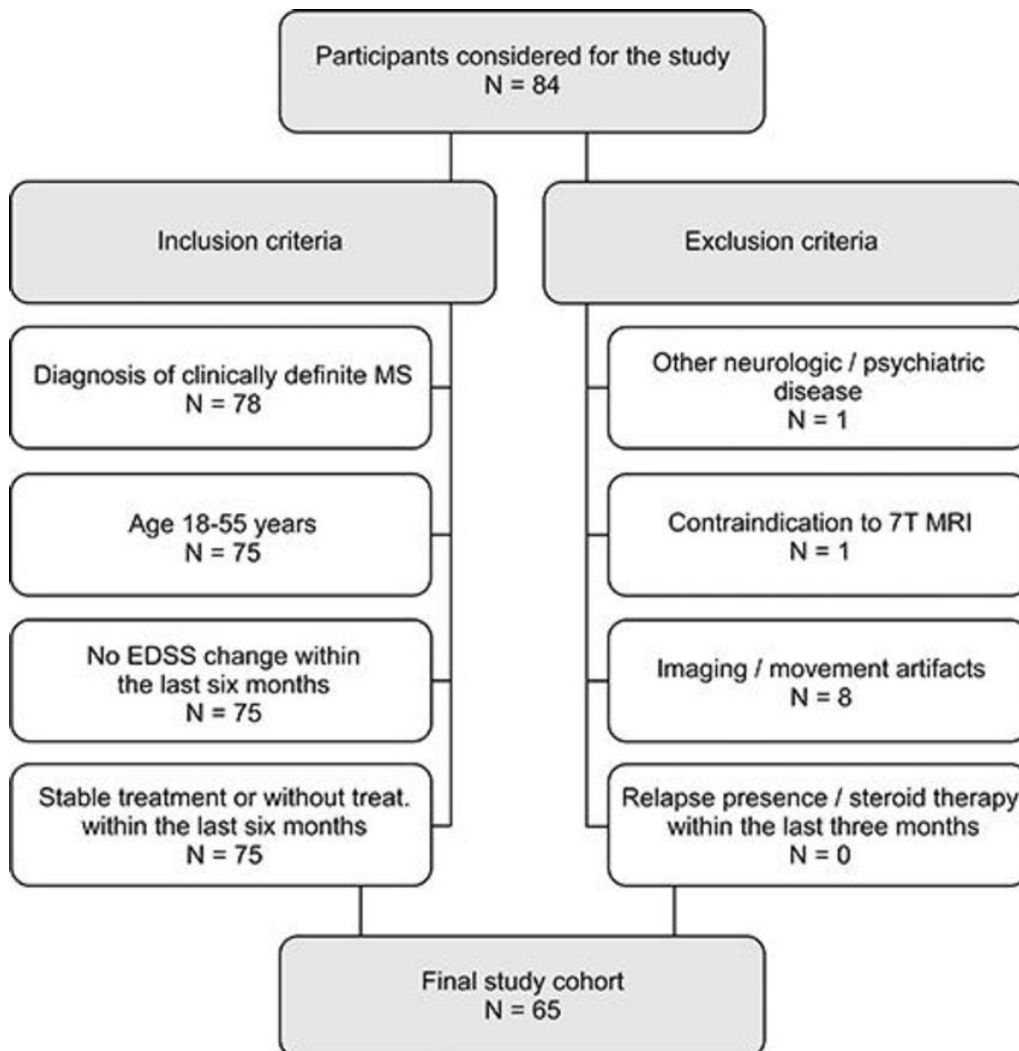 Participants considered for the study
N = 84
Inclusion criteria
Diagnosis of clinically definite MS
N = 78
Age 18-55 years
N = 75
No EDSS change within
the last six months
N = 75
Stable treatment or without treat.
within the last six months
N = 75
Exclusion criteria
Other neurologic / psychiatric
disease
N = 1
Contraindication to 7T MRI
N = 1
Imaging / movement artifacts
N = 8
Relapse presence / steroid therapy
within the last three months
N = 0
Final study cohort
N = 65